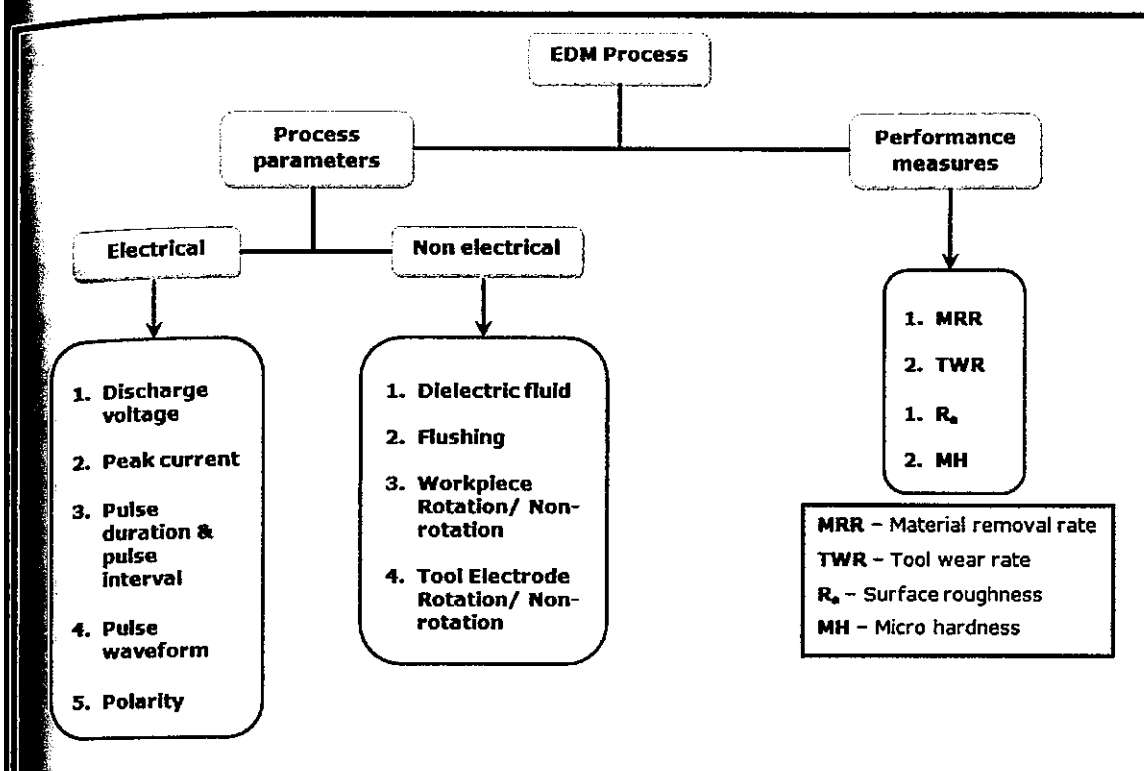 EDM Process
Process
parameters
Performance
measures
Electrical
Non electrical
1. Discharge
voltage
2. Peak current
3. Pulse
duration &
pulse
interval
4. Pulse
waveform
5. Polarity
1. Dielectric fluid
2. Flushing
3. Workpiece
Rotation/ Non-
rotation
4. Tool Electrode
Rotation/ Non-
rotation
1. MRR
2. TWR
1. Rₐ
2. MH
MRR – Material removal rate
TWR – Tool wear rate
Rₐ – Surface roughness
MH – Micro hardness